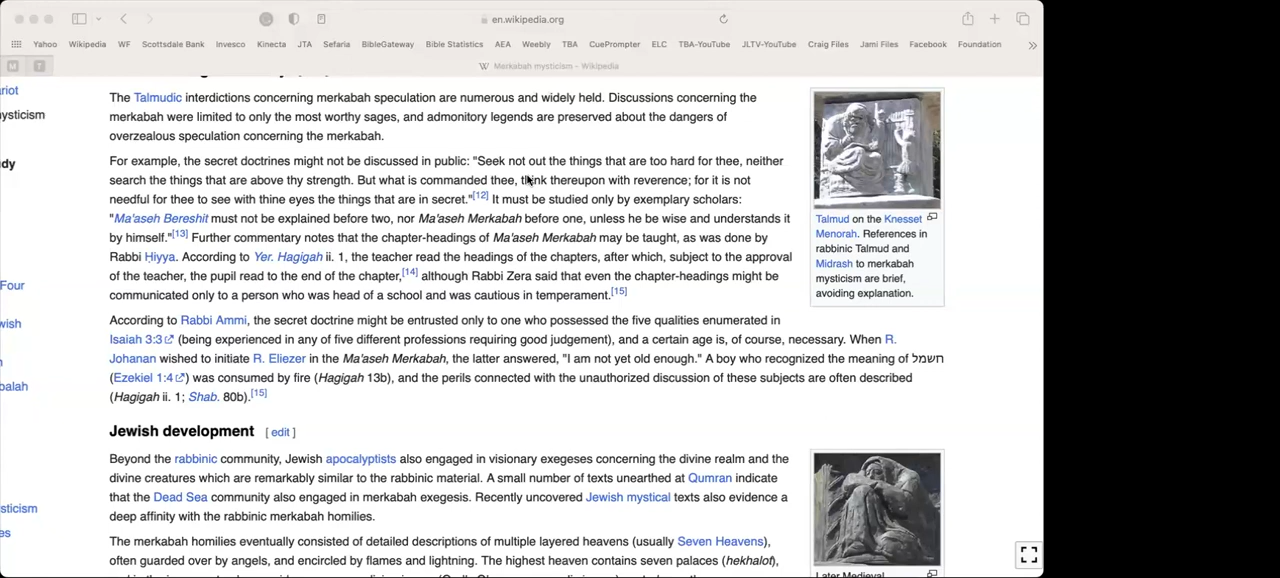 en.wikipedia.org
Yahoo Wikipedia WF Scottsdale Bank Invesco Kinecta JTA Sefaria BibleGateway Bible Statistics AEA Weebly TBA CuePrompter ELC TBA-YouTube JLTV-YouTube Craig Files Jami Files Facebook Foundation
M T Merkabah mysticism – Wikipedia
riot
mysticism
dy
Four
wish
balah
sticism
es
The Talmudic interdictions concerning merkabah speculation are numerous and widely held. Discussions concerning the
merkabah were limited to only the most worthy sages, and admonitory legends are preserved about the dangers of
overzealous speculation concerning the merkabah.
For example, the secret doctrines might not be discussed in public: "Seek not out the things that are too hard for thee, neither
search the things that are above thy strength. But what is commanded thee, think thereupon with reverence; for it is not
needful for thee to see with thine eyes the things that are in secret."[12] It must be studied only by exemplary scholars:
"Ma'aseh Bereshit must not be explained before two, nor Ma'aseh Merkabah before one, unless he be wise and understands it
by himself."[13] Further commentary notes that the chapter-headings of Ma'aseh Merkabah may be taught, as was done by
Rabbi Ḥiyya. According to Yer. Hagigah ii. 1, the teacher read the headings of the chapters, after which, subject to the approval
of the teacher, the pupil read to the end of the chapter,[14] although Rabbi Zera said that even the chapter-headings might be
communicated only to a person who was head of a school and was cautious in temperament.[15]
According to Rabbi Ammi, the secret doctrine might be entrusted only to one who possessed the five qualities enumerated in
Isaiah 3:3 (being experienced in any of five different professions requiring good judgement), and a certain age is, of course, necessary. When R.
Johanan wished to initiate R. Eliezer in the Ma'aseh Merkabah, the latter answered, "I am not yet old enough." A boy who recognized the meaning of חשמל
(Ezekiel 1:4) was consumed by fire (Hagigah 13b), and the perils connected with the unauthorized discussion of these subjects are often described
(Hagigah ii. 1; Shab. 80b).[15]
Talmud on the Knesset
Menorah. References in
rabbinic Talmud and
Midrash to merkabah
mysticism are brief,
avoiding explanation.
Jewish development [ edit ]
Beyond the rabbinic community, Jewish apocalyptists also engaged in visionary exegeses concerning the divine realm and the
divine creatures which are remarkably similar to the rabbinic material. A small number of texts unearthed at Qumran indicate
that the Dead Sea community also engaged in merkabah exegesis. Recently uncovered Jewish mystical texts also evidence a
deep affinity with the rabbinic merkabah homilies.
The merkabah homilies eventually consisted of detailed descriptions of multiple layered heavens (usually Seven Heavens),
often guarded over by angels, and encircled by flames and lightning. The highest heaven contains seven palaces (hekhalot),
Later Medieval